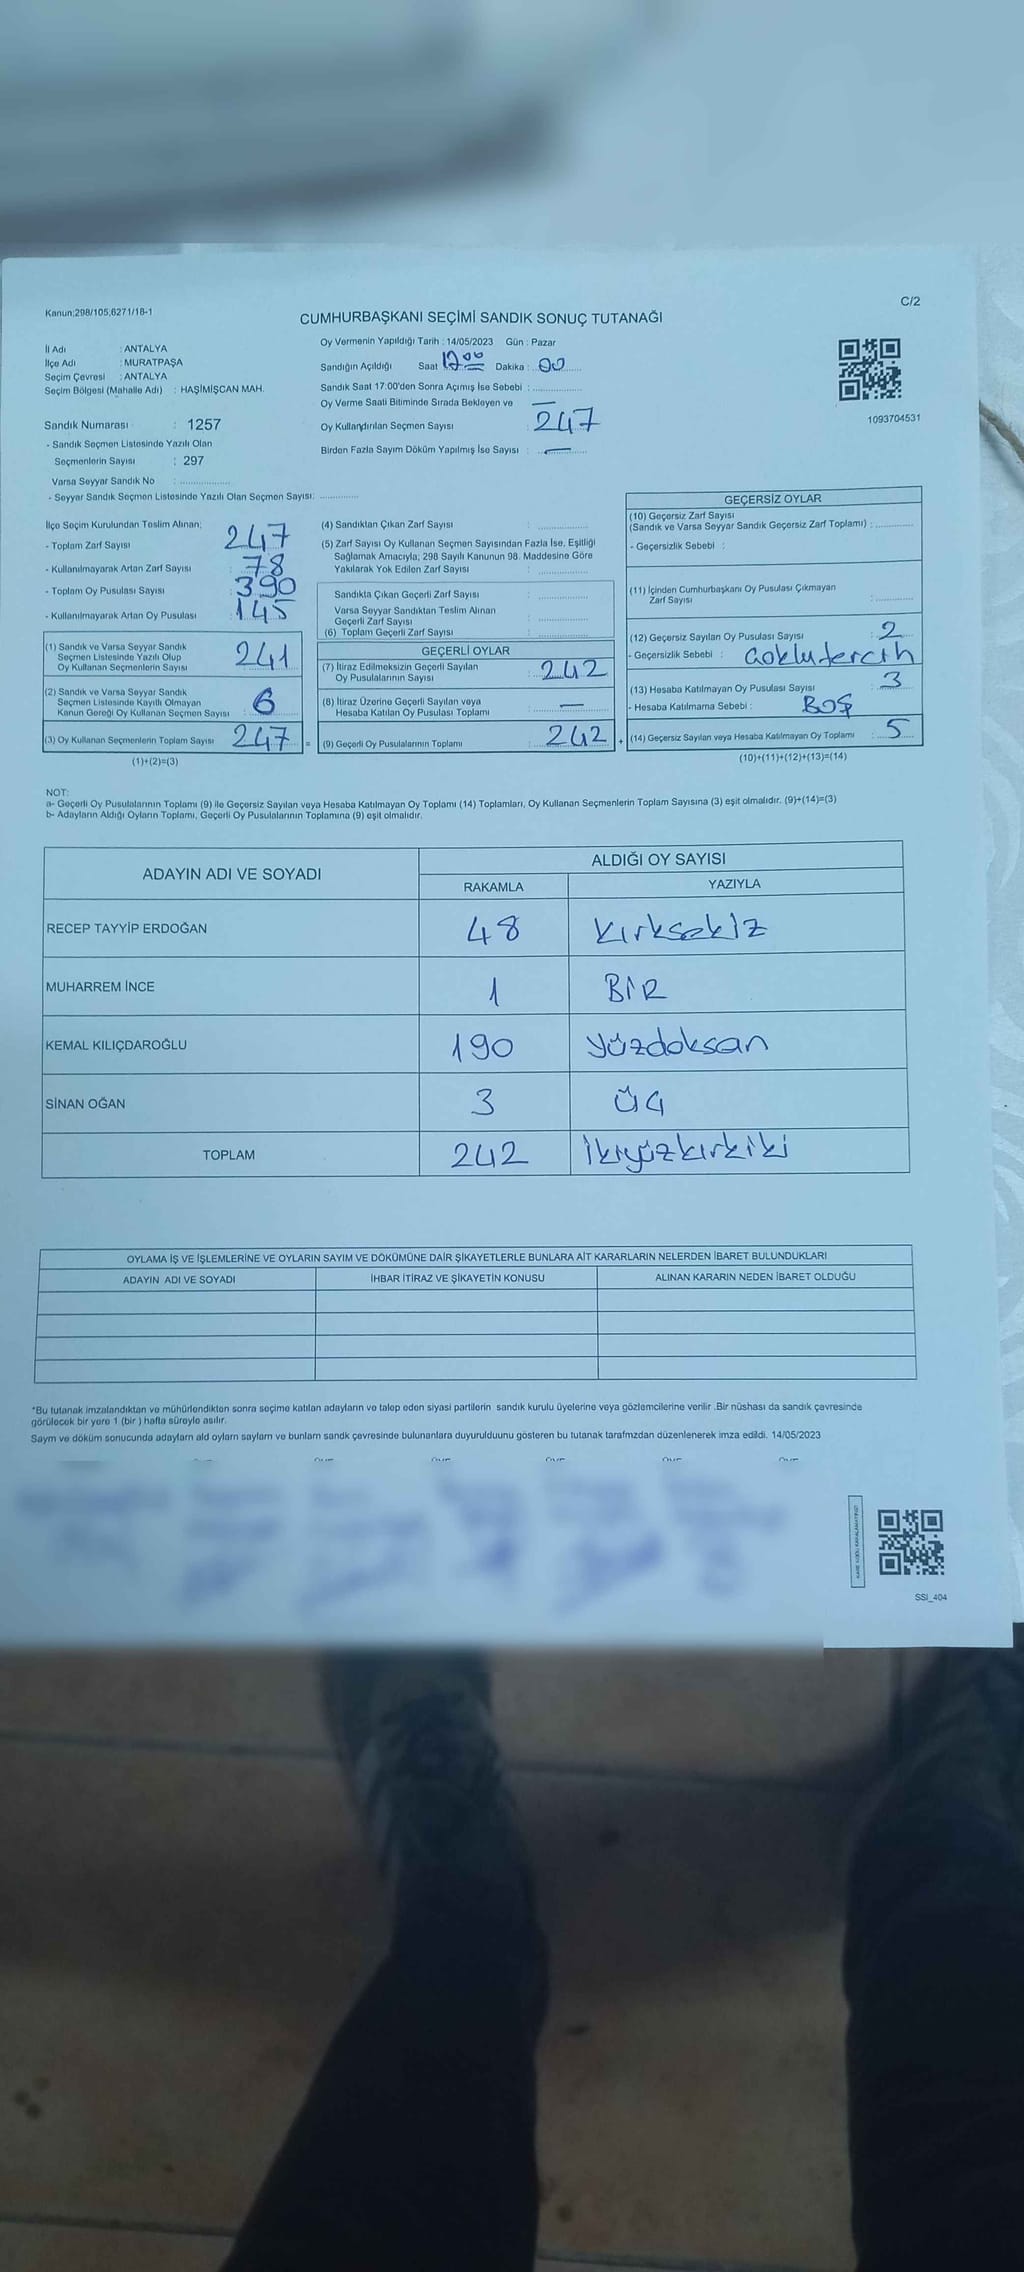 Kanun:298/105,6271/18-1
C/2
CUMHURBAŞKANI SEÇİMİ SANDIK SONUÇ TUTANAĞI
İl Adı : ANTALYA
İlçe Adı : MURATPAŞA
Seçim Çevresi : ANTALYA
Seçim Bölgesi (Mahalle Adı) : HAŞİMİŞCAN MAH.
Sandık Numarası : 1257
- Sandık Seçmen Listesinde Yazılı Olan
Seçmenlerin Sayısı : 297
Varsa Seyyar Sandık No :
- Seyyar Sandık Seçmen Listesinde Yazılı Olan Seçmen Sayısı:
Oy Vermenin Yapıldığı Tarih : 14/05/2023 Gün : Pazar
Sandığın Açıldığı Saat 17.00 Dakika : 00
Sandık Saat 17:00'den Sonra Açımış İse Sebebi :
Oy Verme Saati Bitiminde Sırada Bekleyen ve —
Oy Kullandırılan Seçmen Sayısı : 247
Birden Fazla Sayım Döküm Yapılmış İse Sayısı : —
1093704531
İlçe Seçim Kurulundan Teslim Alınan;
- Toplam Zarf Sayısı : 247
- Kullanılmayarak Artan Zarf Sayısı : 78
- Toplam Oy Pusulası Sayısı : 390
- Kullanılmayarak Artan Oy Pusulası : 145
(1) Sandık ve Varsa Seyyar Sandık
Seçmen Listesinde Yazılı Olup
Oy Kullanan Seçmenlerin Sayısı : 241
(2) Sandık ve Varsa Seyyar Sandık
Seçmen Listesinde Kayıtlı Olmayan
Kanun Gereği Oy Kullanan Seçmen Sayısı : 6
(3) Oy Kullanan Seçmenlerin Toplam Sayısı : 247 =
(1)+(2)=(3)
(4) Sandıktan Çıkan Zarf Sayısı :
(5) Zarf Sayısı Oy Kullanan Seçmen Sayısından Fazla İse, Eşitliği
Sağlamak Amacıyla; 298 Sayılı Kanunun 98. Maddesine Göre
Yakılarak Yok Edilen Zarf Sayısı :
Sandıkta Çıkan Geçerli Zarf Sayısı :
Varsa Seyyar Sandıktan Teslim Alınan
Geçerli Zarf Sayısı :
(6) Toplam Geçerli Zarf Sayısı :
GEÇERLİ OYLAR
(7) İtiraz Edilmeksizin Geçerli Sayılan
Oy Pusulalarının Sayısı : 242
(8) İtiraz Üzerine Geçerli Sayılan veya
Hesaba Katılan Oy Pusulası Toplamı : —
(9) Geçerli Oy Pusulalarının Toplamı : 242 +
GEÇERSİZ OYLAR
(10) Geçersiz Zarf Sayısı
(Sandık ve Varsa Seyyar Sandık Geçersiz Zarf Toplamı) :
- Geçersizlik Sebebi :
(11) İçinden Cumhurbaşkanı Oy Pusulası Çıkmayan
Zarf Sayısı :
(12) Geçersiz Sayılan Oy Pusulası Sayısı : 2
- Geçersizlik Sebebi : Çoklutercih
(13) Hesaba Katılmayan Oy Pusulası Sayısı : 3
- Hesaba Katılmama Sebebi : BOŞ
(14) Geçersiz Sayılan veya Hesaba Katılmayan Oy Toplamı : 5
(10)+(11)+(12)+(13)=(14)
NOT:
a- Geçerli Oy Pusulalarının Toplamı (9) ile Geçersiz Sayılan veya Hesaba Katılmayan Oy Toplamı (14) Toplamları, Oy Kullanan Seçmenlerin Toplam Sayısına (3) eşit olmalıdır. (9)+(14)=(3)
b- Adayların Aldığı Oyların Toplamı, Geçerli Oy Pusulalarının Toplamına (9) eşit olmalıdır.
ADAYIN ADI VE SOYADI
ALDIĞI OY SAYISI
RAKAMLA YAZIYLA
RECEP TAYYİP ERDOĞAN 48 Kırksekiz
MUHARREM İNCE 1 BİR
KEMAL KILIÇDAROĞLU 190 yüzdoksan
SİNAN OĞAN 3 üç
TOPLAM 242 İkiyüzkırkiki
OYLAMA İŞ VE İŞLEMLERİNE VE OYLARIN SAYIM VE DÖKÜMÜNE DAİR ŞİKAYETLERLE BUNLARA AİT KARARLARIN NELERDEN İBARET BULUNDUKLARI
ADAYIN ADI VE SOYADI İHBAR İTİRAZ VE ŞİKAYETİN KONUSU ALINAN KARARIN NEDEN İBARET OLDUĞU
*Bu tutanak imzalandıktan ve mühürlendikten sonra seçime katılan adayların ve talep eden siyasi partilerin sandık kurulu üyelerine veya gözlemcilerine verilir .Bir nüshası da sandık çevresinde
görülecek bir yere 1 (bir ) hafta süreyle asılır.
Saym ve döküm sonucunda adaylarn ald oylarn saylarn ve bunlarn sandk çevresinde bulunanlara duyurulduunu gösteren bu tutanak tarafmzdan düzenlenerek imza edildi. 14/05/2023
SSI_404